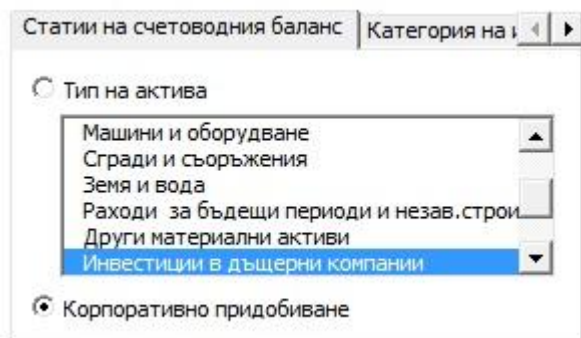 Статии на счетоводния баланс Категория на
Тип на актива
Машини и оборудване
Сгради и съоръжения
Земя и вода
Раходи за бъдещи периоди и незав.строи
Други материални активи
Инвестиции в дъщерни компании
Корпоративно придобиване